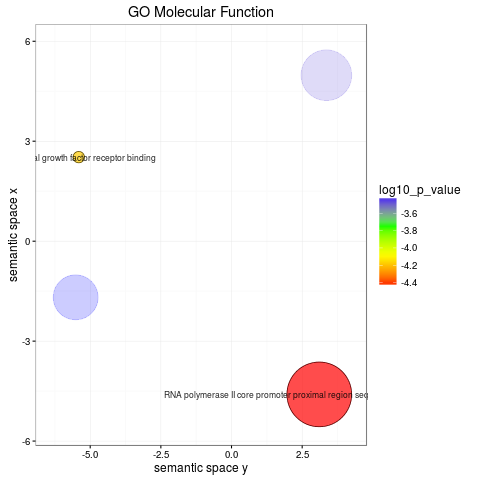 GO Molecular Function
6
3
0
-3
-6
semantic space x
growth factor receptor binding
RNA polymerase II core promoter proximal region seq
-5.0
-2.5
0.0
2.5
semantic space y
log10_p_value
-3.6
-3.8
-4.0
-4.2
-4.4